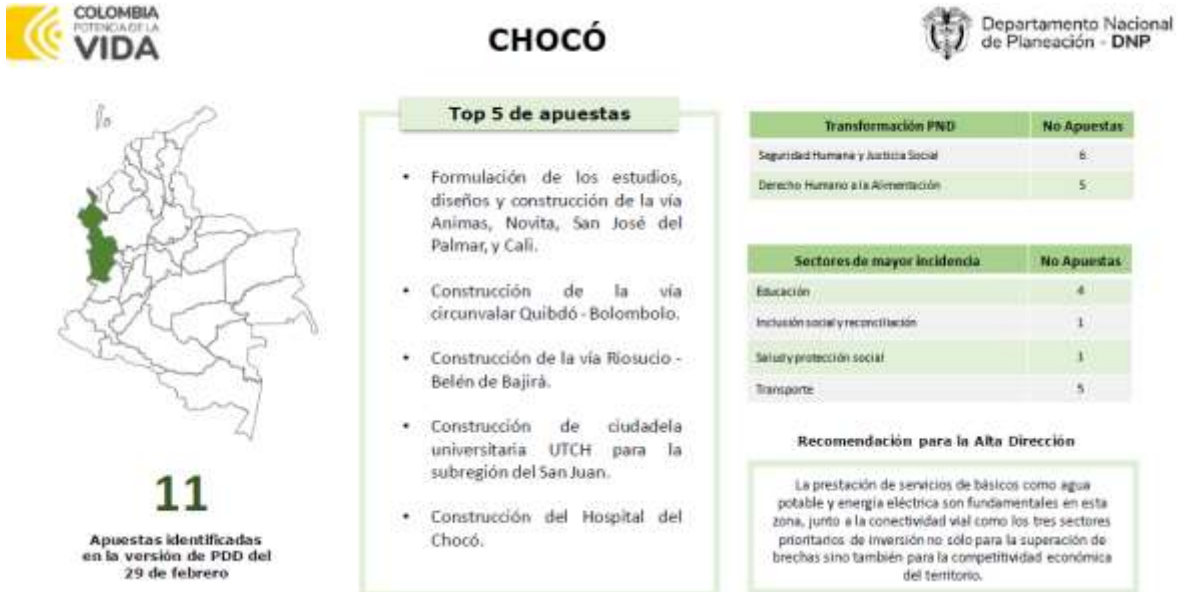 COLOMBIA
POTENCIA DE LA
VIDA
CHOCÓ
Departamento Nacional
de Planeación - DNP
Top 5 de apuestas
• Formulación de los estudios,
diseños y construcción de la vía
Animas, Novita, San José del
Palmar, y Cali.
• Construcción de la vía
circunvalar Quibdó - Bolombolo.
• Construcción de la vía Riosucio -
Belén de Bajirá.
• Construcción de ciudadela
universitaria UTCH para la
subregión del San Juan.
• Construcción del Hospital del
Chocó.
11
Apuestas identificadas
en la versión de PDD del
29 de febrero
Transformación PND No Apuestas
Seguridad Humana y Justicia Social 6
Derecho Humano a la Alimentación 5
Sectores de mayor incidencia No Apuestas
Educación 4
Inclusión social y reconciliación 1
Salud y protección social 1
Transporte 5
Recomendación para la Alta Dirección
La prestación de servicios de básicos como agua
potable y energía eléctrica son fundamentales en esta
zona, junto a la conectividad vial como los tres sectores
prioritarios de inversión no sólo para la superación de
brechas sino también para la competitividad económica
del territorio.